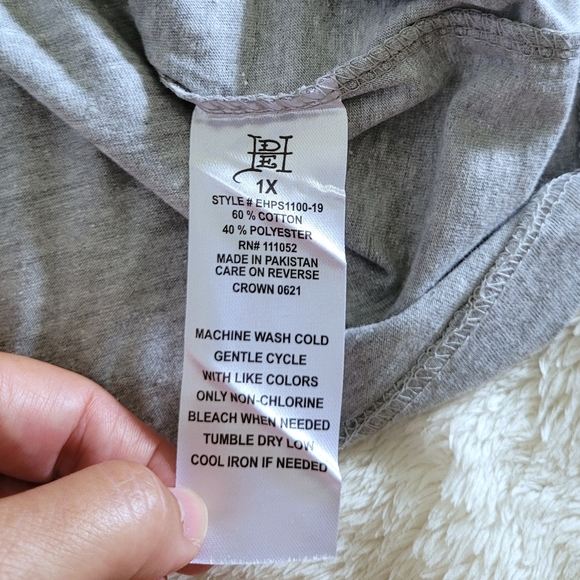 DEH
1X
STYLE # EHPS1100-19
60 % COTTON
40 % POLYESTER
RN# 111052
MADE IN PAKISTAN
CARE ON REVERSE
CROWN 0621
MACHINE WASH COLD
GENTLE CYCLE
WITH LIKE COLORS
ONLY NON-CHLORINE
BLEACH WHEN NEEDED
TUMBLE DRY LOW
COOL IRON IF NEEDED